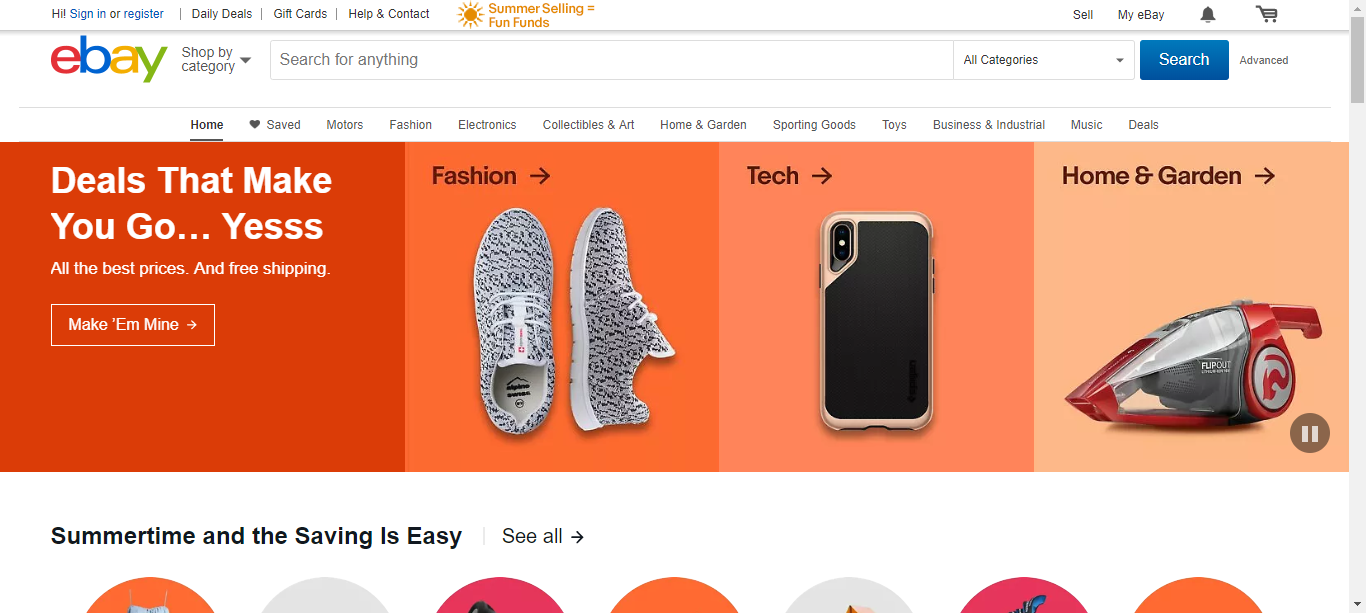 Hi! Sign in or register
Daily Deals
Gift Cards
Help & Contact
Summer Selling =
Fun Funds
Sell
My eBay
ebay
Shop by
category
Search for anything
All Categories
Search
Advanced
Home
Saved
Motors
Fashion
Electronics
Collectibles & Art
Home & Garden
Sporting Goods
Toys
Business & Industrial
Music
Deals
Deals That Make
You Go... Yesss
All the best prices. And free shipping.
Make 'Em Mine →
Fashion →
alpine
SWISS
Tech →
spigen
Home & Garden →
FLIPOUT
Summertime and the Saving Is Easy
See all →